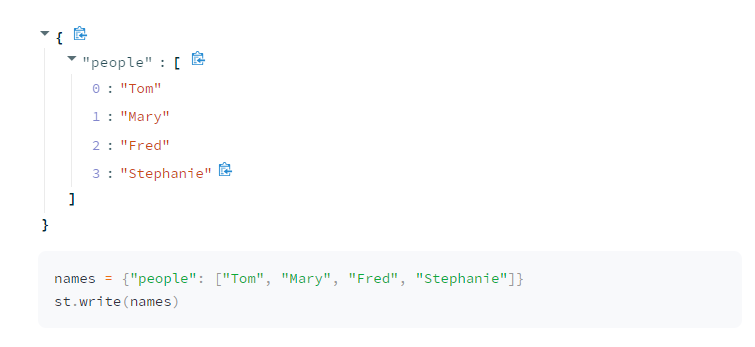 {
"people" : [
0 : "Tom"
1 : "Mary"
2 : "Fred"
3 : "Stephanie"
]
}
names = {"people": ["Tom", "Mary", "Fred", "Stephanie"]}
st.write(names)